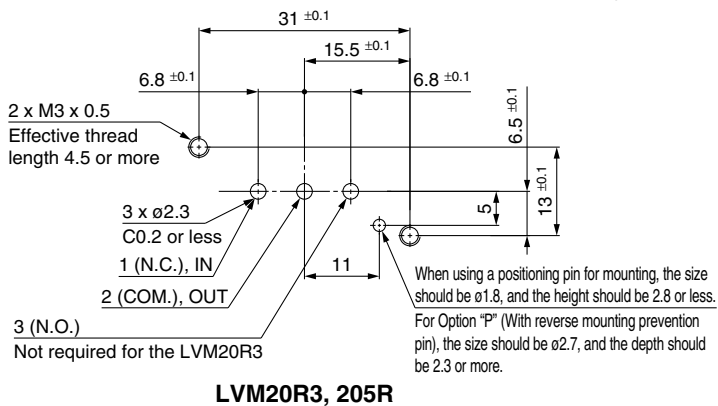 31 ±0.1
15.5 ±0.1
6.8 ±0.1
6.8 ±0.1
2 x M3 x 0.5
Effective thread
length 4.5 or more
6.5 ±0.1
13 ±0.1
5
3 x ø2.3
C0.2 or less
1 (N.C.), IN
11
2 (COM.), OUT
3 (N.O.)
Not required for the LVM20R3
When using a positioning pin for mounting, the size
should be ø1.8, and the height should be 2.8 or less.
For Option “P” (With reverse mounting prevention
pin), the size should be ø2.7, and the depth should
be 2.3 or more.
LVM20R3, 205R